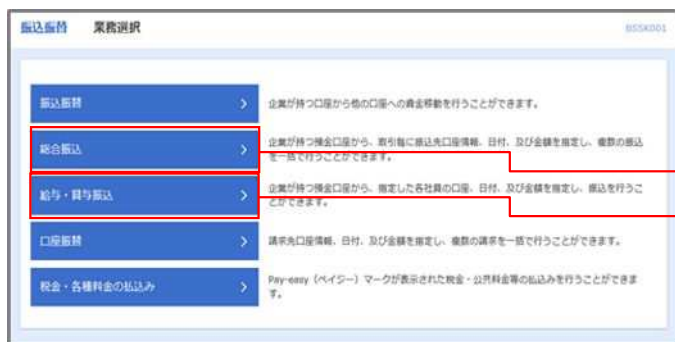 振込振替 業務選択 BSSK001
振込振替
企業が持つ口座から他の口座への資金移動を行うことができます。
総合振込
企業が持つ預金口座から、取引毎に振込先口座情報、日付、及び金額を指定し、複数の振込
を一括で行うことができます。
給与・賞与振込
企業が持つ預金口座から、指定した各社員の口座、日付、及び金額を指定し、振込を行うこ
とができます。
口座振替
請求先口座情報、日付、及び金額を指定し、複数の請求を一括で行うことができます。
税金・各種料金の払込み
Pay-easy（ペイジー）マークが表示された税金・公共料金等の払込みを行うことができま
す。